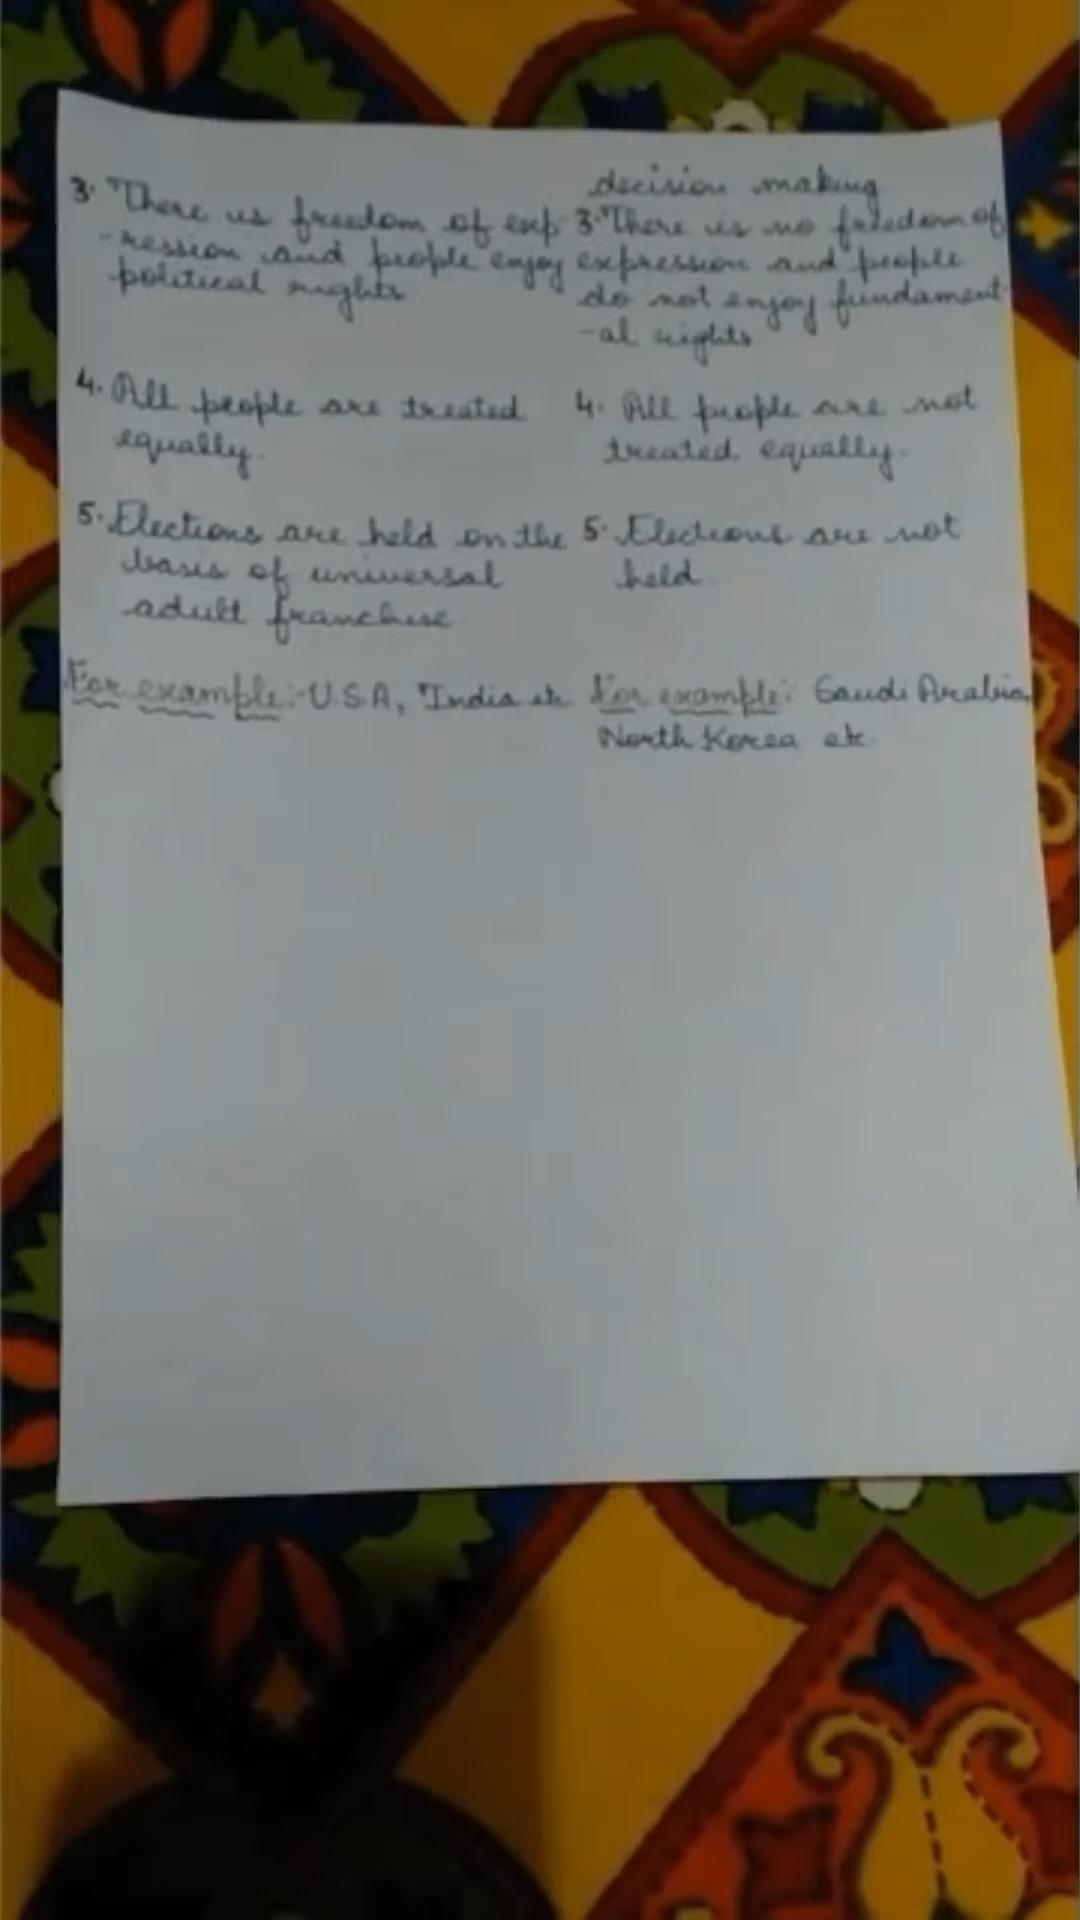 3. There is freedom of exp
-ression and people enjoy
political rights
4. All people are treated
equally.
5. Elections are held on the
basis of universal
adult franchise.
For example:- U.S.A, India etc
decision making
3. There is no freedom of
expression and people
do not enjoy fundament-
-al rights
4. All people are not
treated equally.
5. Elections are not
held.
For example: Saudi Arabia,
North Korea etc.